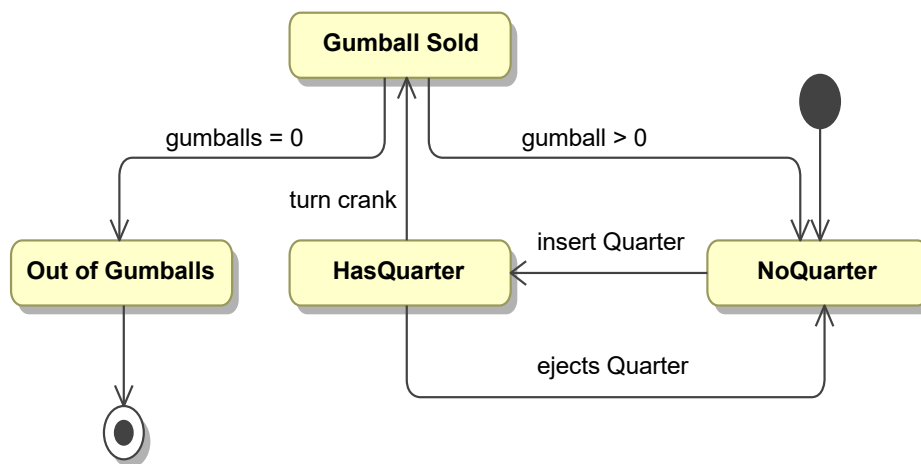 Gumball Sold
gumballs = 0
gumball > 0
turn crank
insert Quarter
Out of Gumballs
HasQuarter
NoQuarter
ejects Quarter